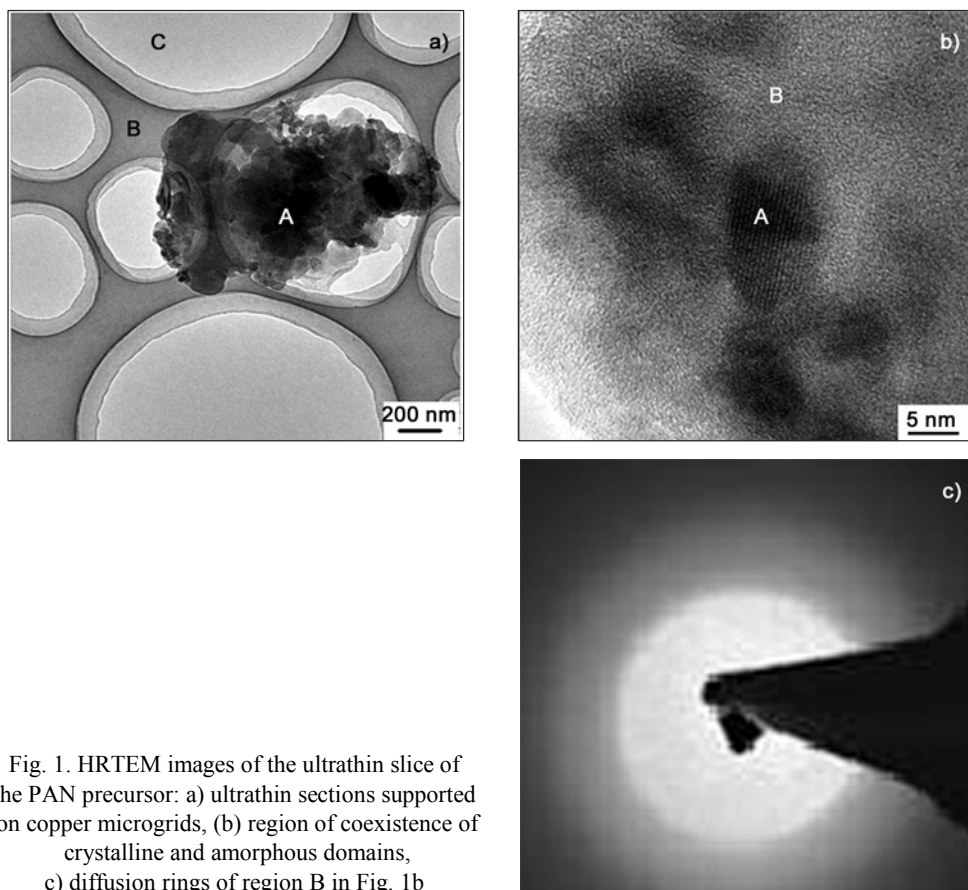 C
a)
B
A
200 nm
b)
B
A
5 nm
c)
Fig. 1. HRTEM images of the ultrathin slice of
he PAN precursor: a) ultrathin sections supported
on copper microgrids, (b) region of coexistence of
crystalline and amorphous domains,
c) diffusion rings of region B in Fig. 1b